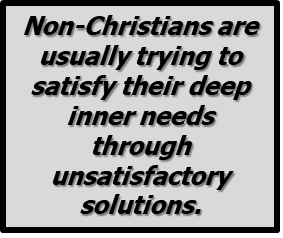 Non-Christians are
usually trying to
satisfy their deep
inner needs
through
unsatisfactory
solutions.